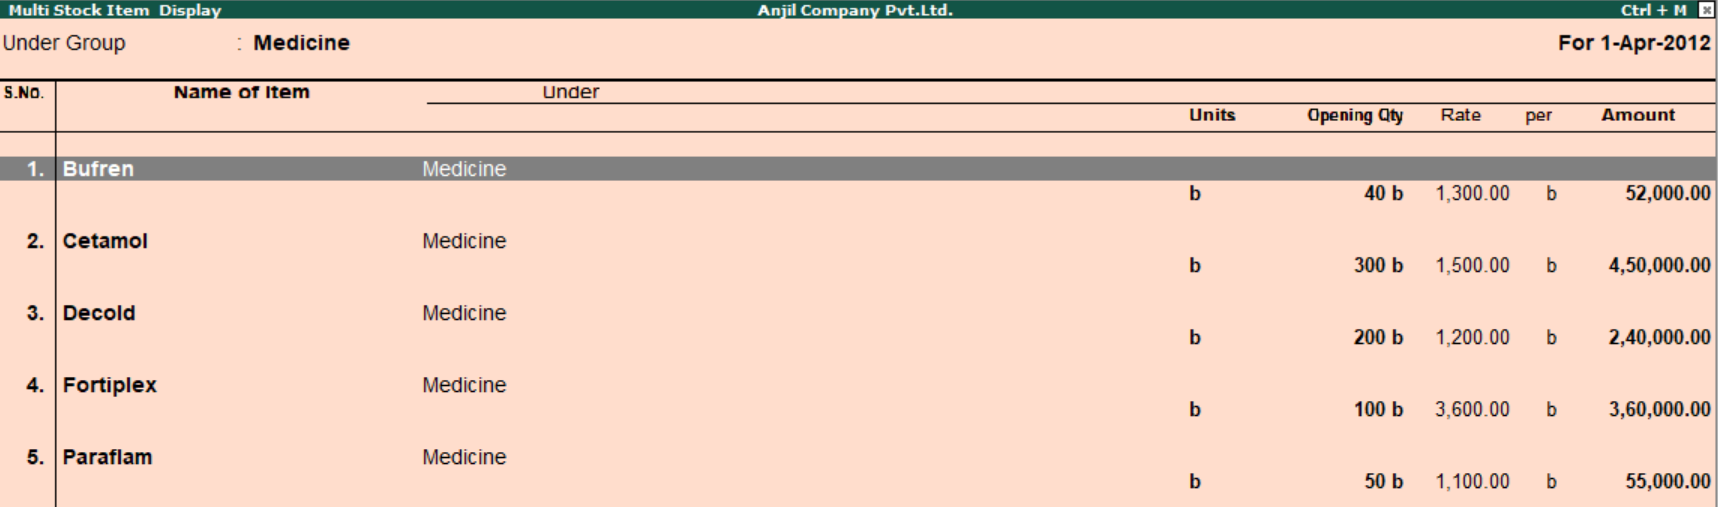 Multi Stock Item Display Anjil Company Pvt.Ltd. Ctrl + M
Under Group : Medicine For 1-Apr-2012
S.No. Name of Item Under
Units Opening Qty Rate per Amount
1. Bufren Medicine
b 40 b 1,300.00 b 52,000.00
2. Cetamol Medicine
b 300 b 1,500.00 b 4,50,000.00
3. Decold Medicine
b 200 b 1,200.00 b 2,40,000.00
4. Fortiplex Medicine
b 100 b 3,600.00 b 3,60,000.00
5. Paraflam Medicine
b 50 b 1,100.00 b 55,000.00